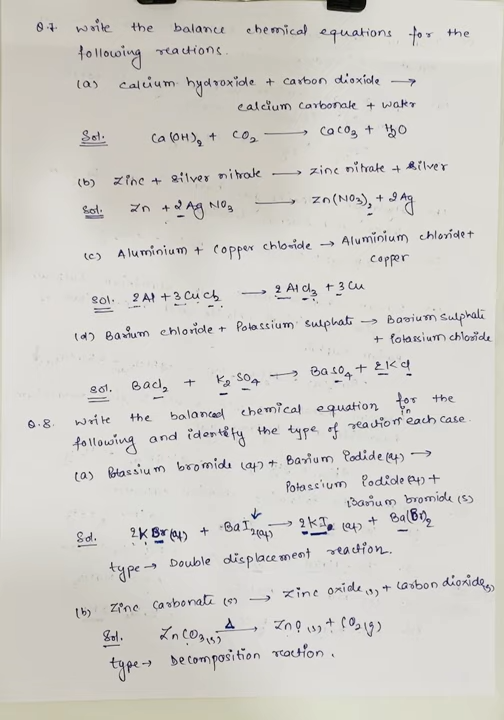 Q.7 write the balance chemical equations for the
following reactions.
(a) calcium hydroxide + carbon dioxide →
calcium carbonate + water
Sol. Ca(OH)₂ + CO₂ → CaCO₃ + H₂O
(b) Zinc + Silver nitrate → zinc nitrate + Silver
Sol. Zn + 2AgNO₃ → Zn(NO₃)₂ + 2Ag
(c) Aluminium + copper chloride → Aluminium chloride +
copper
Sol. 2Al + 3CuCl₂ → 2AlCl₃ + 3Cu
(d) Barium chloride + Potassium sulphate → Barium sulphate
+ Potassium chloride
Sol. BaCl₂ + K₂SO₄ → BaSO₄ + 2KCl
Q.8. write the balanced chemical equation for the
following and identify the type of reaction in each case.
(a) Potassium bromide (aq) + Barium Iodide (aq) →
Potassium Iodide (aq) +
Barium bromide (s)
Sol. 2KBr(aq) + BaI₂(aq) → 2KI (aq) + Ba(Br)₂
type → Double displacement reaction.
(b) Zinc carbonate (s) → Zinc oxide (s) + Carbon dioxide(g)
Sol. ZnCO₃(s) Δ→ ZnO (s) + CO₂(g)
type → Decomposition reaction.